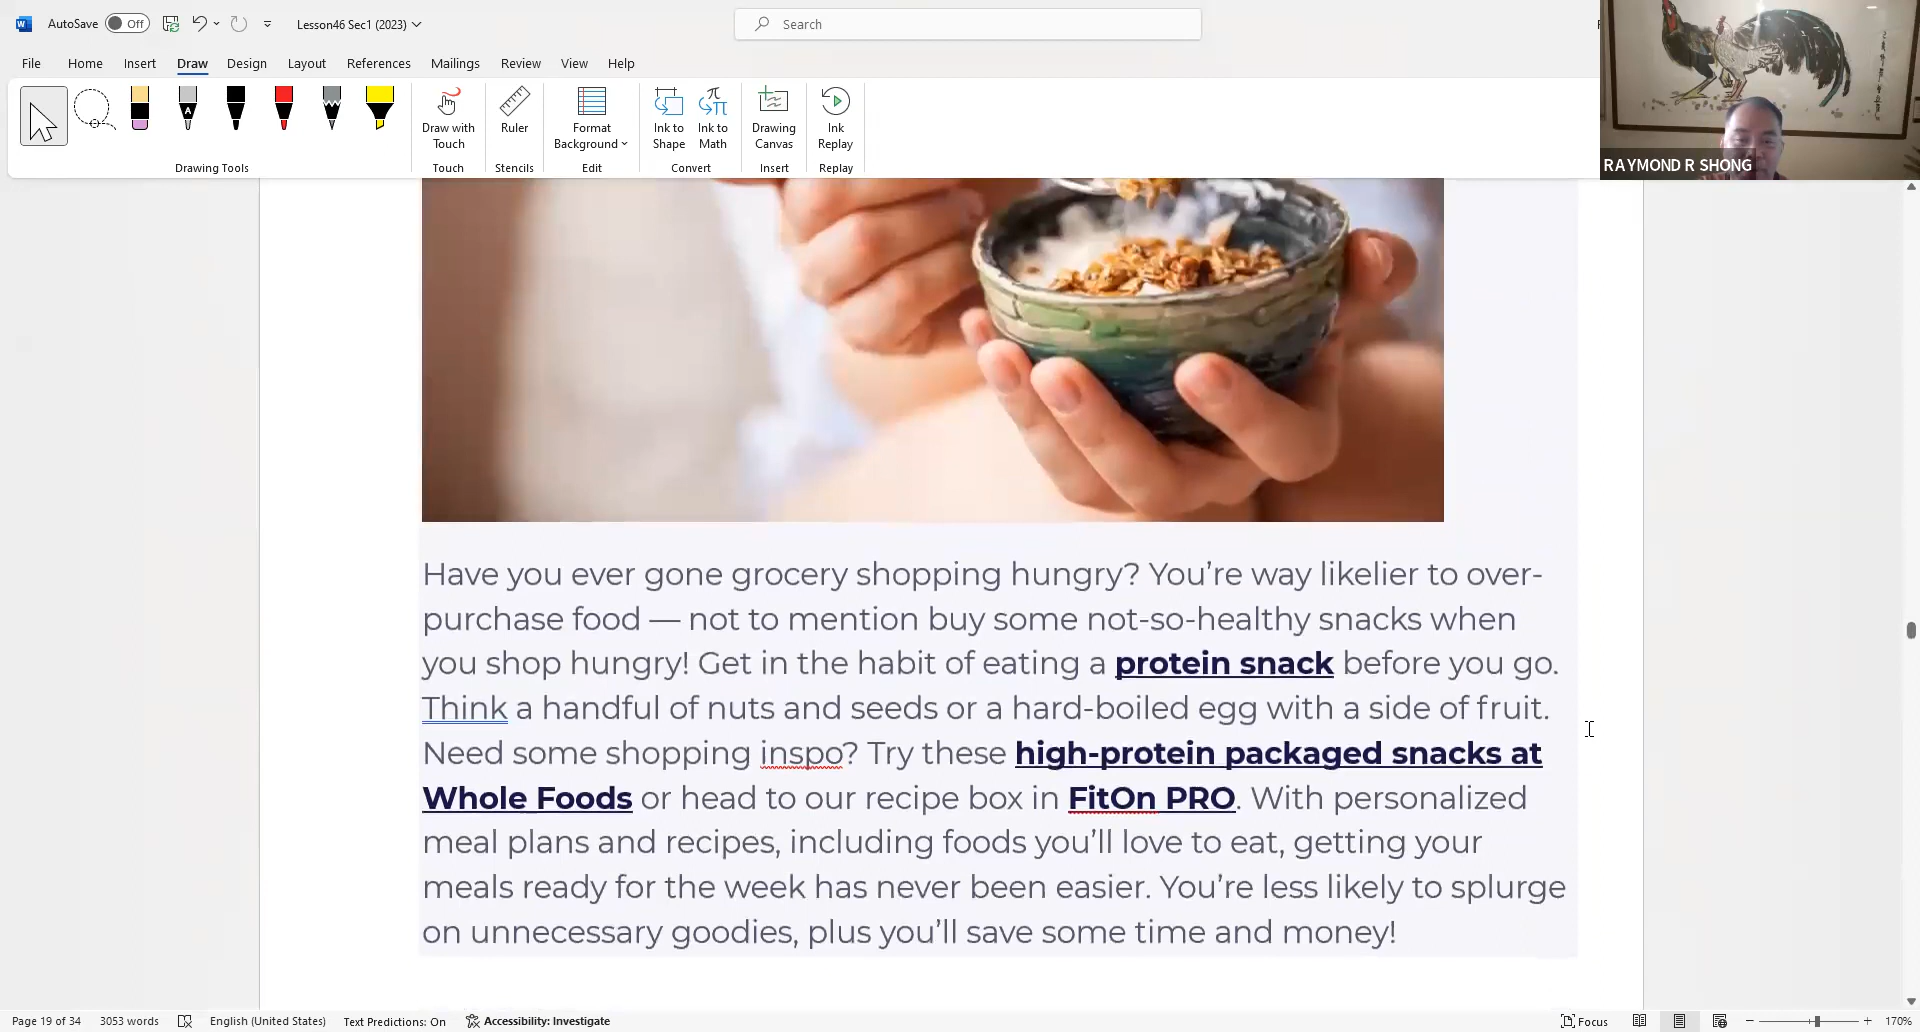 AutoSave Off Lesson46 Sec1 (2023) Search
File Home Insert Draw Design Layout References Mailings Review View Help
Draw with Touch
Ruler
Format Background
Ink to Shape
Ink to Math
Drawing Canvas
Ink Replay
Drawing Tools Touch Stencils Edit Convert Insert Replay
RAYMOND R SHONG
Have you ever gone grocery shopping hungry? You’re way likelier to over-
purchase food — not to mention buy some not-so-healthy snacks when
you shop hungry! Get in the habit of eating a protein snack before you go.
Think a handful of nuts and seeds or a hard-boiled egg with a side of fruit.
Need some shopping inspo? Try these high-protein packaged snacks at
Whole Foods or head to our recipe box in FitOn PRO. With personalized
meal plans and recipes, including foods you’ll love to eat, getting your
meals ready for the week has never been easier. You’re less likely to splurge
on unnecessary goodies, plus you’ll save some time and money!
Page 19 of 34 3053 words English (United States) Text Predictions: On Accessibility: Investigate Focus 170%